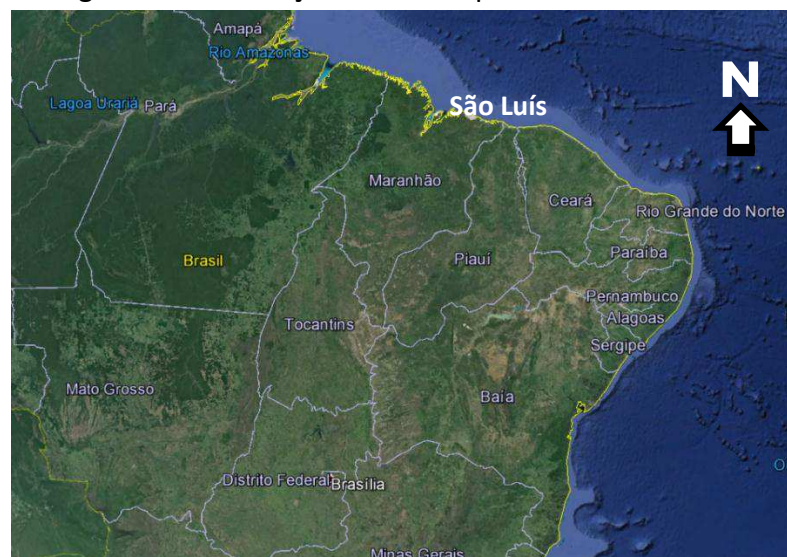 Amapá
Rio Amazonas
N
Lagoa Urariá
Pará
São Luís
Maranhão
Ceará
Rio Grande do Norte
Brasil
Piauí
Paraíba
Pernambuco
Tocantins
Alagoas
Sergipe
Mato Grosso
Baía
Distrito Federal
Brasília
Minas Gerais